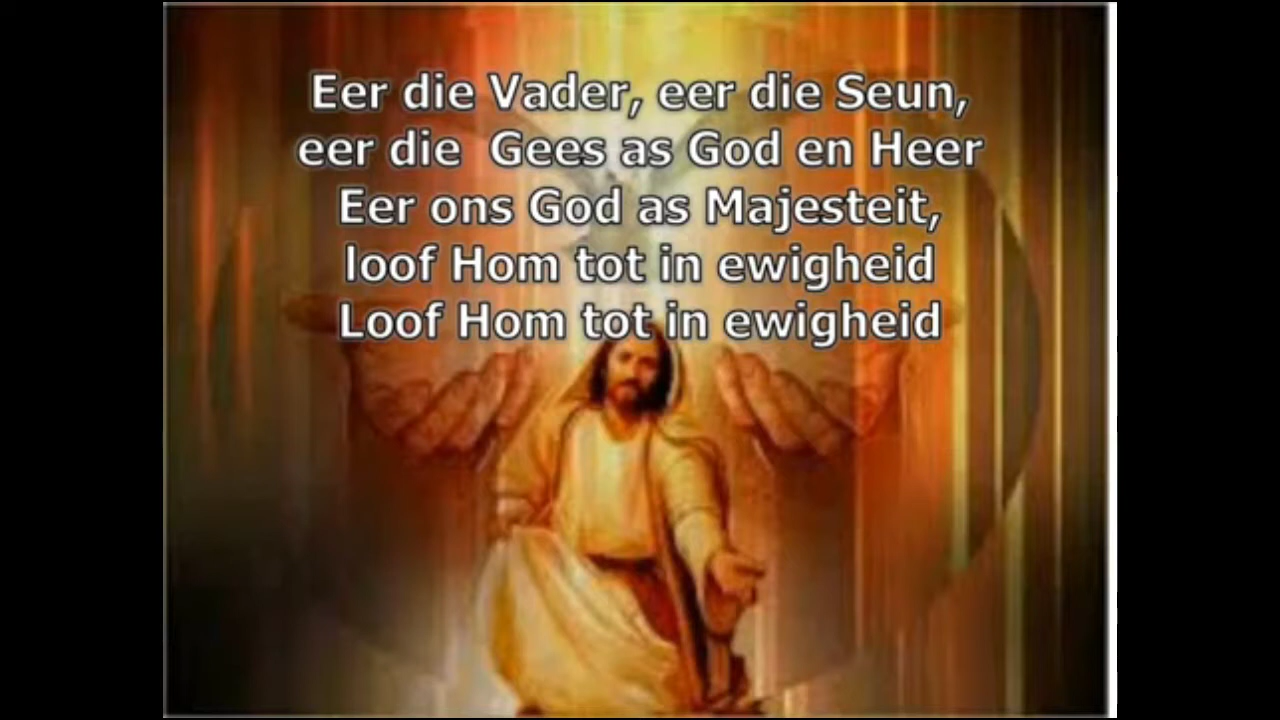 Eer die Vader, eer die Seun,
eer die  Gees as God en Heer
Eer ons God as Majesteit,
loof Hom tot in ewigheid
Loof Hom tot in ewigheid